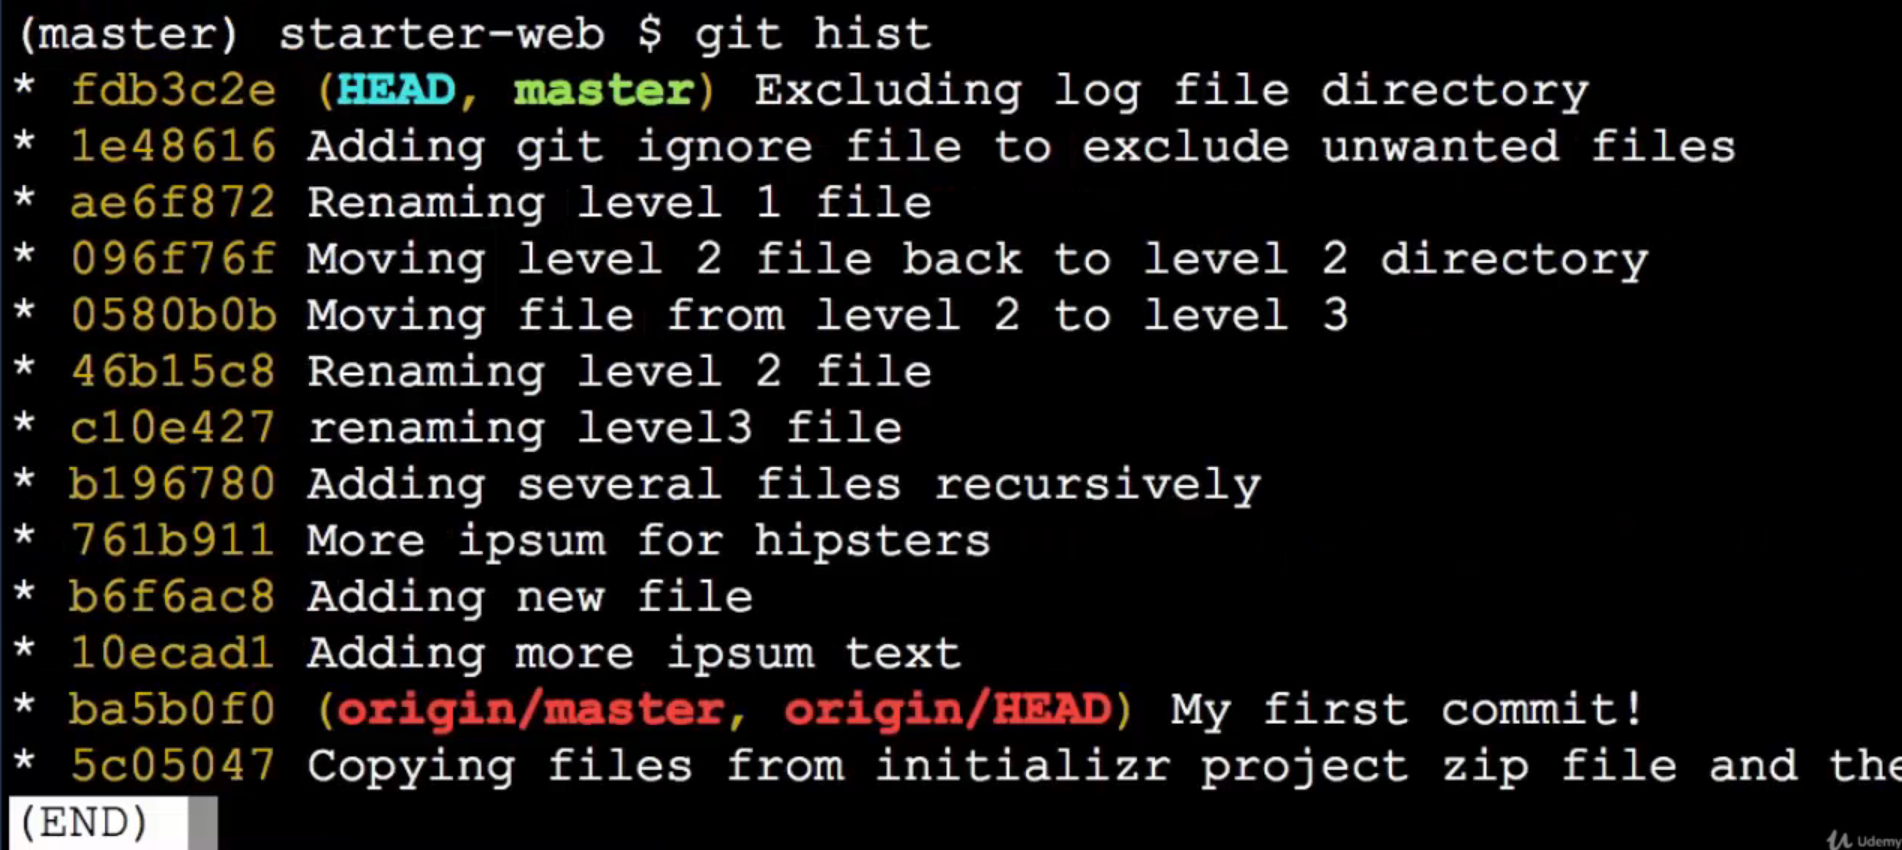 (master) starter-web $ git hist
* fdb3c2e (HEAD, master) Excluding log file directory
* 1e48616 Adding git ignore file to exclude unwanted files
* ae6f872 Renaming level 1 file
* 096f76f Moving level 2 file back to level 2 directory
* 0580b0b Moving file from level 2 to level 3
* 46b15c8 Renaming level 2 file
* c10e427 renaming level3 file
* b196780 Adding several files recursively
* 761b911 More ipsum for hipsters
* b6f6ac8 Adding new file
* 10ecad1 Adding more ipsum text
* ba5b0f0 (origin/master, origin/HEAD) My first commit!
* 5c05047 Copying files from initializr project zip file and the
(END)
Udemy